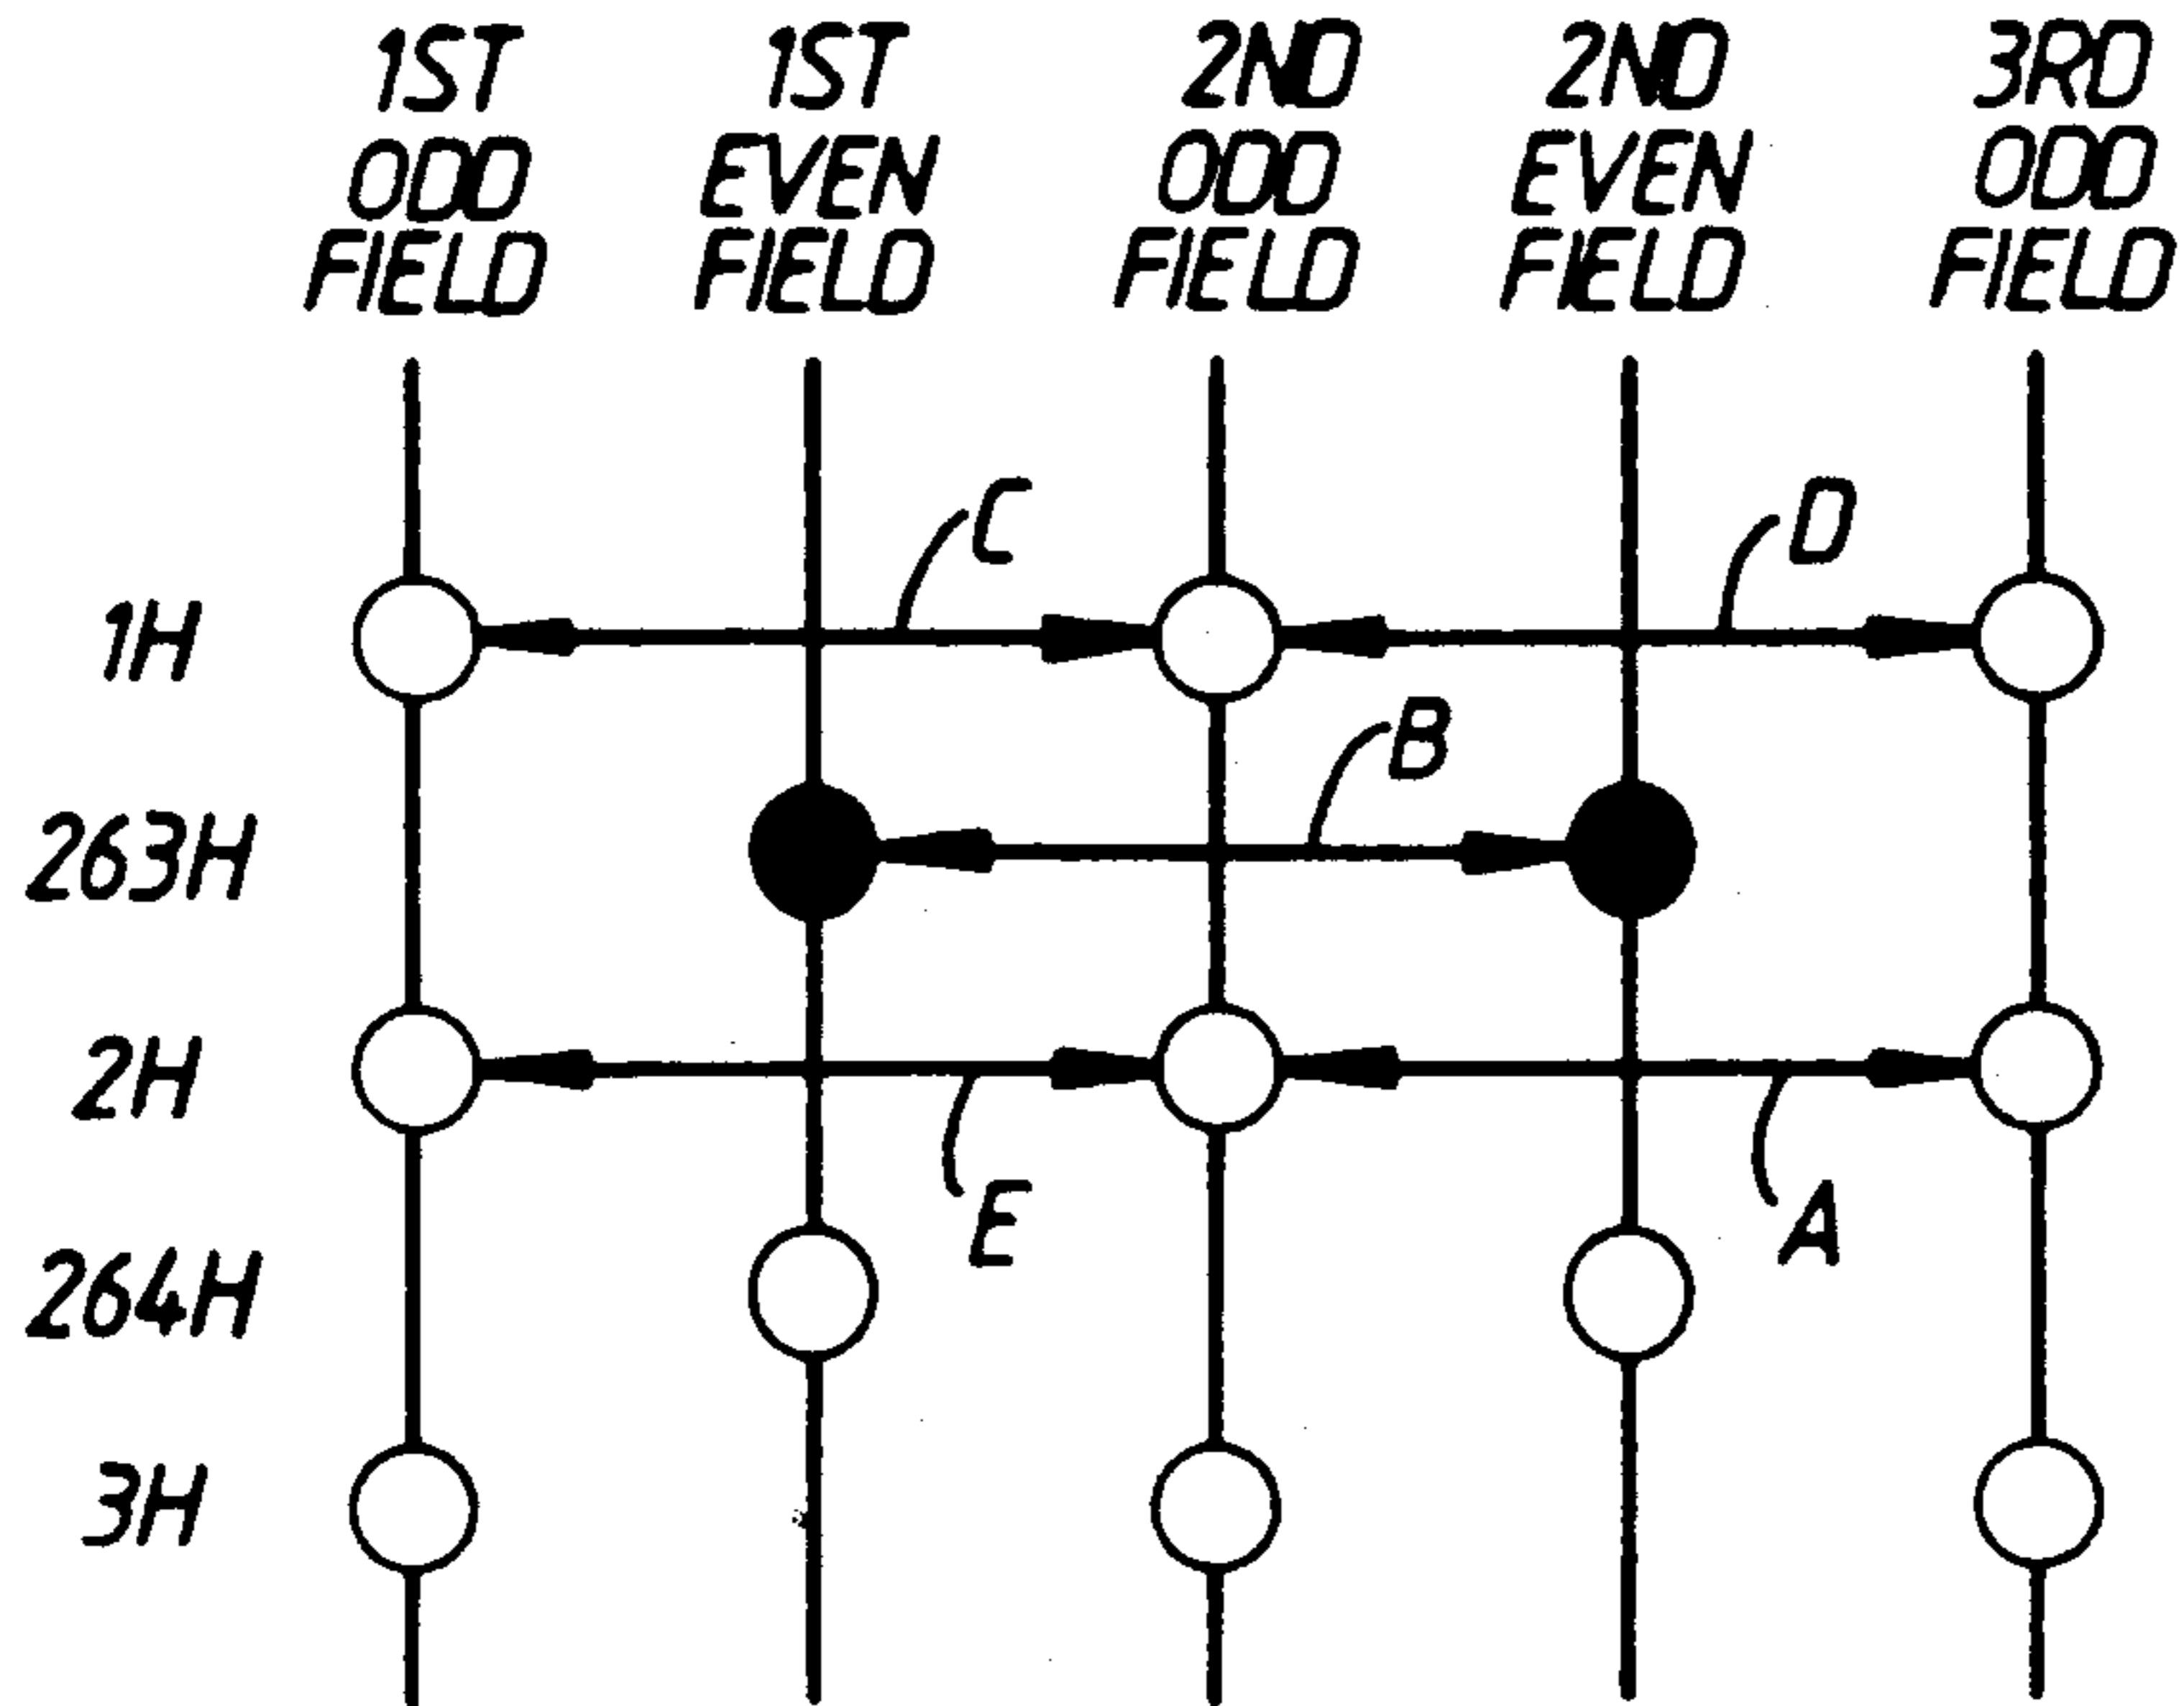 1ST 1ST 2ND 2ND 3RD
ODD EVEN ODD EVEN ODD
FIELD FIELD FIELD FIELD FIELD
C D
1H
B
263H
2H
E A
264H
3H